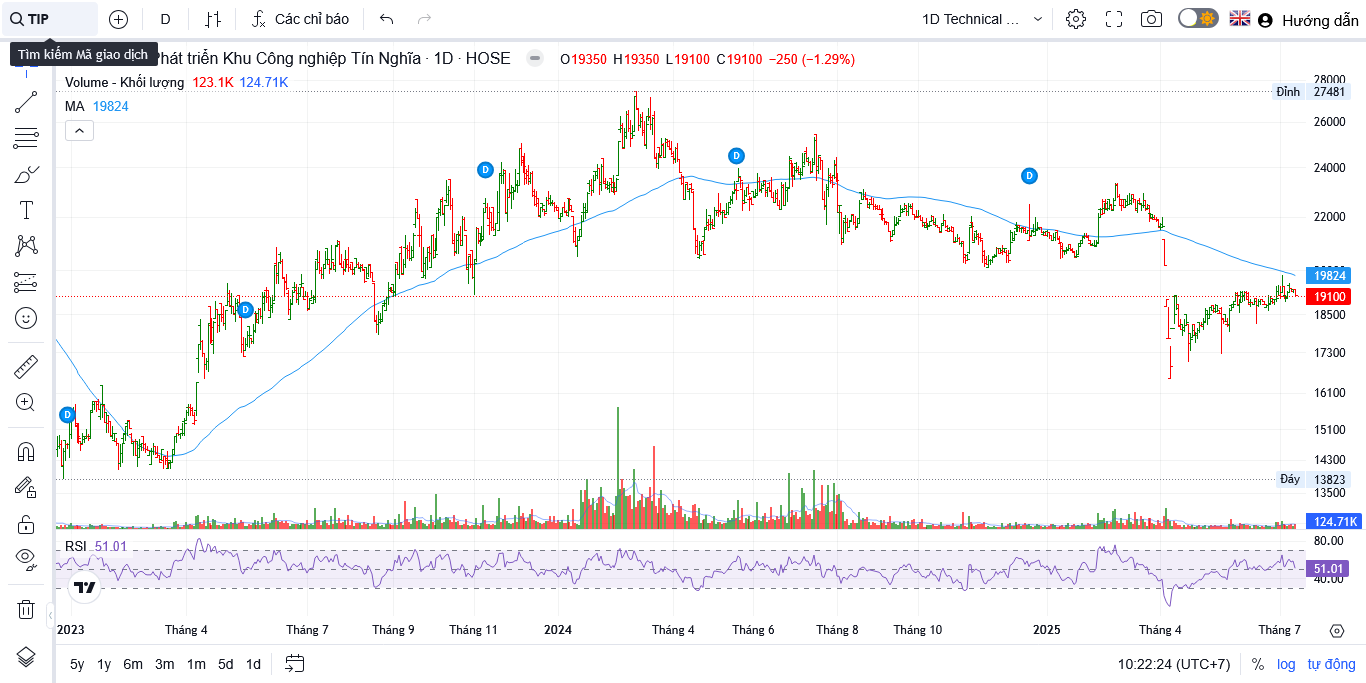 TIP
D
Các chỉ báo
1D Technical ...
Hướng dẫn
Tìm kiếm Mã giao dịch
Phát triển Khu Công nghiệp Tín Nghĩa · 1D · HOSE
O19350 H19350 L19100 C19100 −250 (−1.29%)
Volume - Khối lượng 123.1K 124.71K
MA 19824
28000
Đỉnh 27481
26000
24000
22000
19824
19100
18500
17300
16100
15100
14300
Đáy 13823
13500
124.71K
D
D
D
D
D
RSI 51.01
80.00
51.01
40.00
2023 Tháng 4 Tháng 7 Tháng 9 Tháng 11 2024 Tháng 4 Tháng 6 Tháng 8 Tháng 10 2025 Tháng 4 Tháng 7
5y 1y 6m 3m 1m 5d 1d
10:22:24 (UTC+7) % log tự động